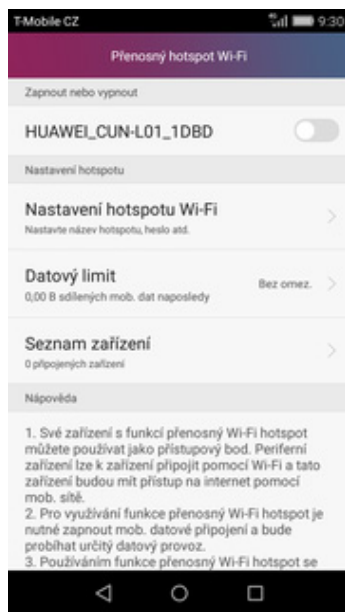 T-Mobile CZ 9:30
Přenosný hotspot Wi-Fi
Zapnout nebo vypnout
HUAWEI_CUN-L01_1DBD
Nastavení hotspotu
Nastavení hotspotu Wi-Fi
Nastavte název hotspotu, heslo atd.
Datový limit
Bez omez.
0,00 B sdílených mob. dat naposledy
Seznam zařízení
0 připojených zařízení
Nápověda
1. Své zařízení s funkcí přenosný Wi-Fi hotspot
můžete používat jako přístupový bod. Periferní
zařízení lze k zařízení připojit pomocí Wi-Fi a tato
zařízení budou mít přístup na internet pomocí
mob. sítě.
2. Pro využívání funkce přenosný Wi-Fi hotspot je
nutné zapnout mob. datové připojení a bude
probíhat určitý datový provoz.
3. Používáním funkce přenosný Wi-Fi hotspot se